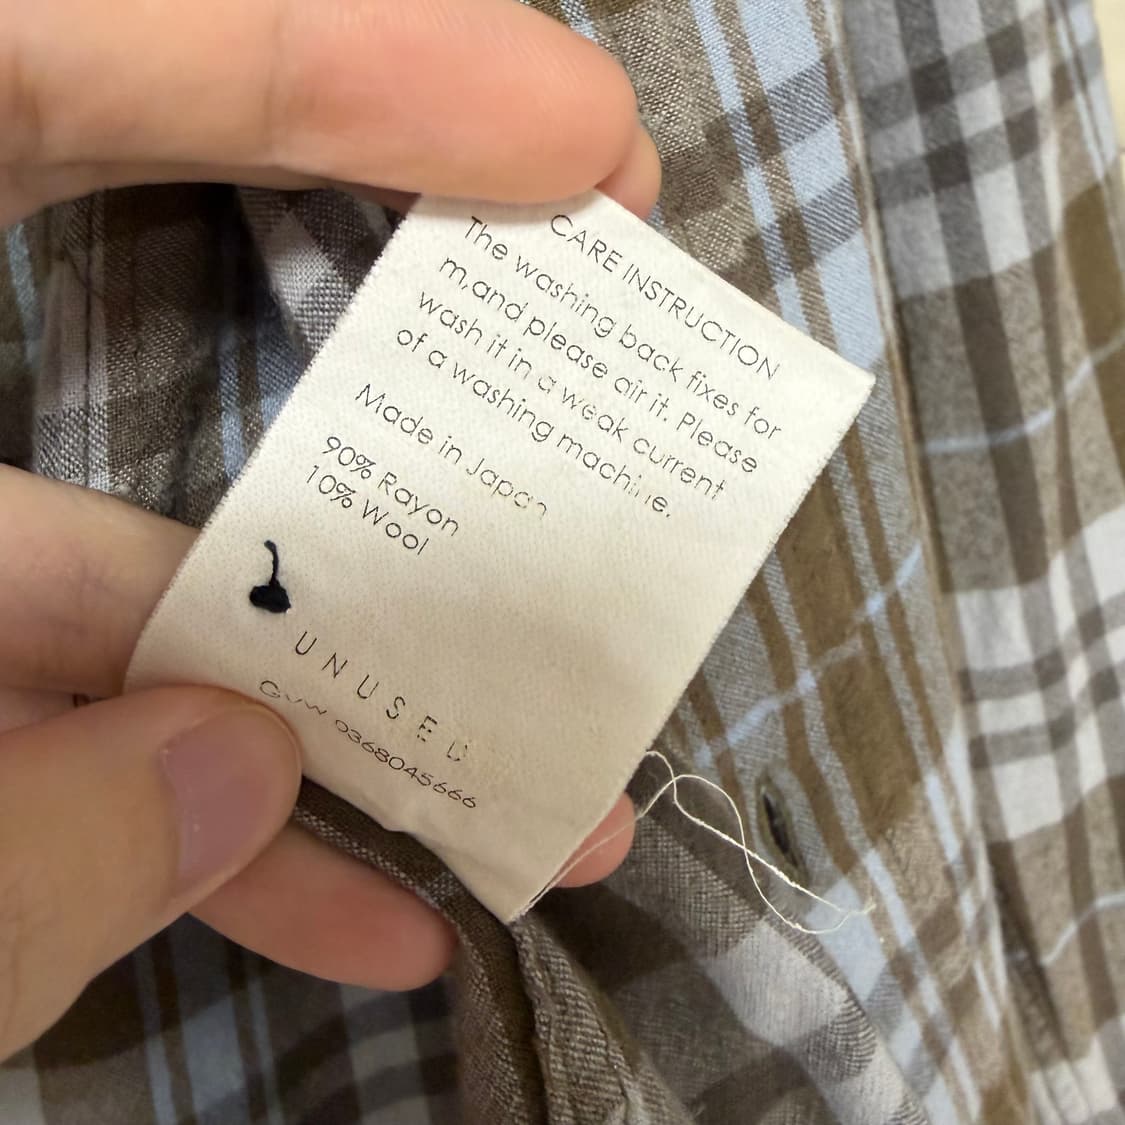 CARE INSTRUCTION
The washing back fixes for
m,and please air it. Please
wash it in a weak current
of a washing machine.
Made in Japan
90% Rayon
10% Wool
UNUSED
GVW 0368045666